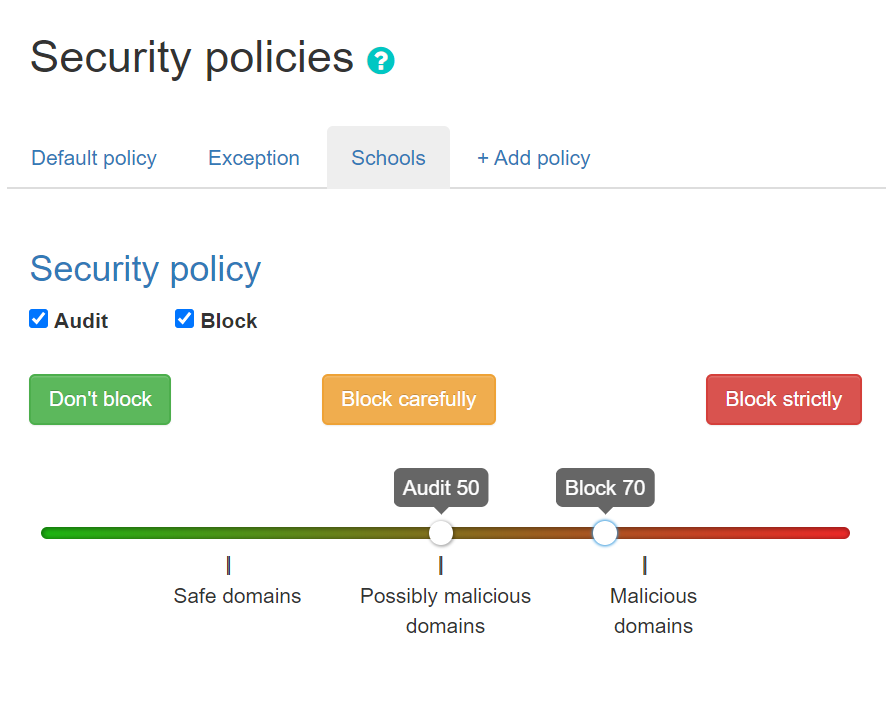 Security policies ?
Default policy Exception Schools + Add policy
Security policy
Audit Block
Don't block Block carefully Block strictly
Audit 50 Block 70
Safe domains Possibly malicious Malicious
domains domains